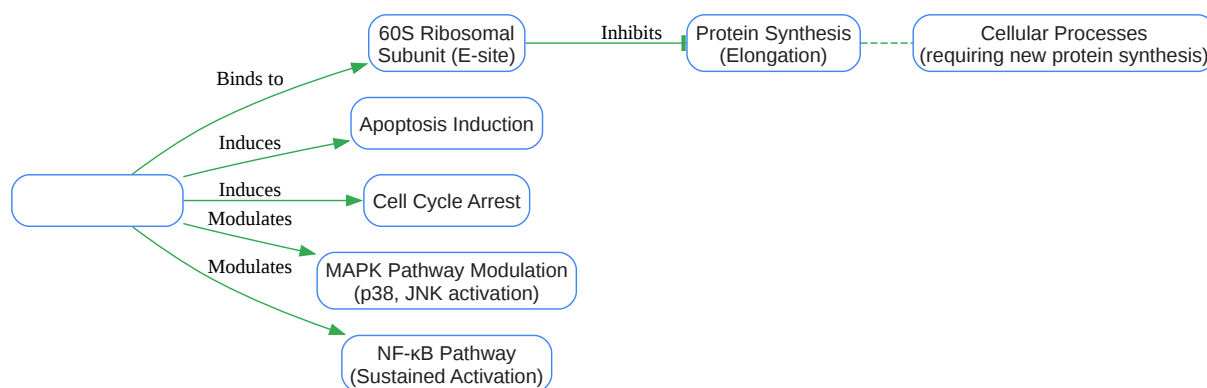 60S Ribosomal
Subunit (E-site)
Inhibits
Protein Synthesis
(Elongation)
Cellular Processes
(requiring new protein synthesis)
Binds to
Apoptosis Induction
Induces
Cell Cycle Arrest
Induces
Modulates
MAPK Pathway Modulation
(p38, JNK activation)
Modulates
NF-κB Pathway
(Sustained Activation)